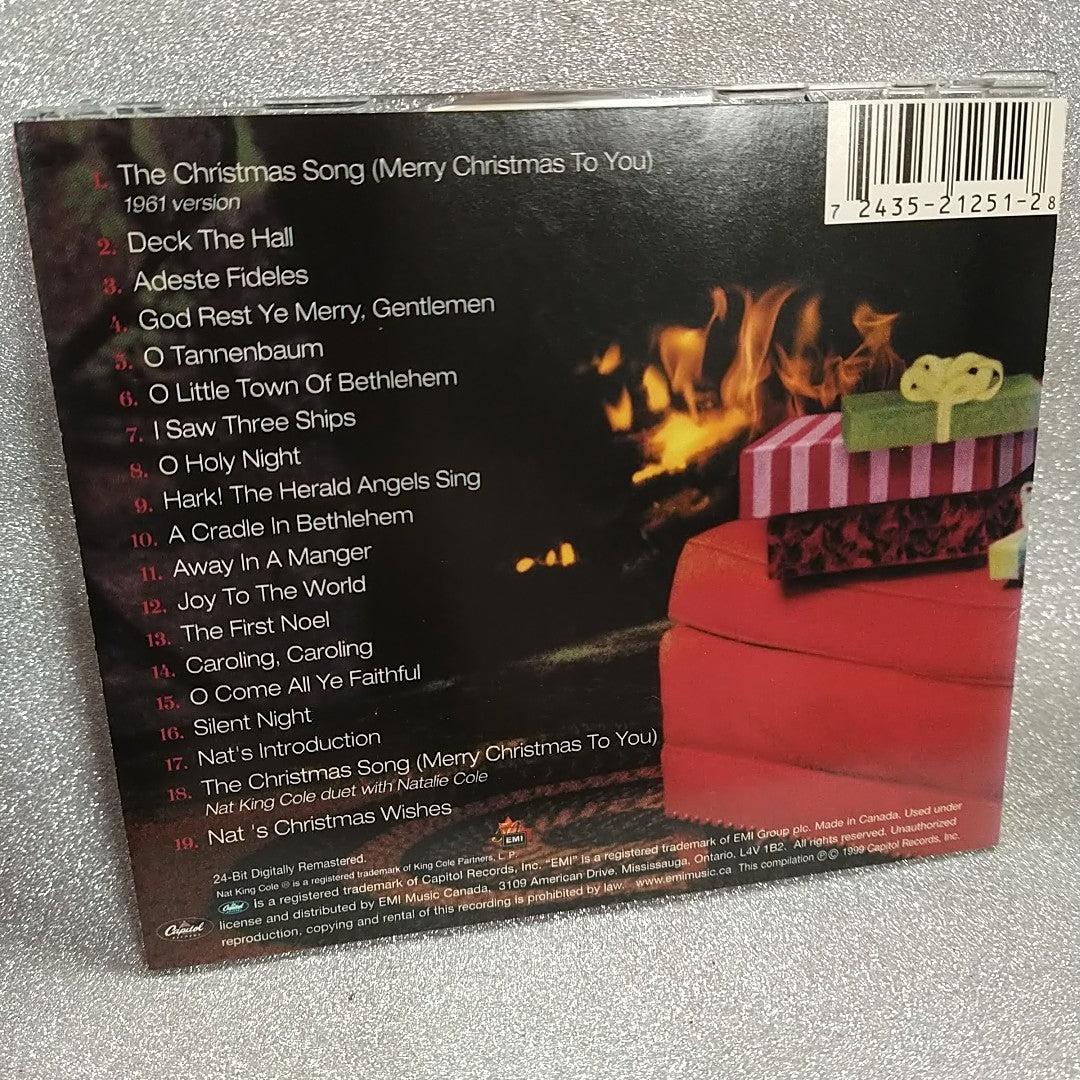 7 2435-21251-2 8
1. The Christmas Song (Merry Christmas To You)
1961 version
2. Deck The Hall
3. Adeste Fideles
4. God Rest Ye Merry, Gentlemen
5. O Tannenbaum
6. O Little Town Of Bethlehem
7. I Saw Three Ships
8. O Holy Night
9. Hark! The Herald Angels Sing
10. A Cradle In Bethlehem
11. Away In A Manger
12. Joy To The World
13. The First Noel
14. Caroling, Caroling
15. O Come All Ye Faithful
16. Silent Night
17. Nat's Introduction
18. The Christmas Song (Merry Christmas To You)
Nat King Cole duet with Natalie Cole
19. Nat 's Christmas Wishes
EMI
24-Bit Digitally Remastered.
Nat King Cole ® is a registered trademark of King Cole Partners, L. P.
Capitol Is a registered trademark of Capitol Records, Inc. "EMI" is a registered trademark of EMI Group plc. Made in Canada. Used under
license and distributed by EMI Music Canada, 3109 American Drive, Mississauga, Ontario, L4V 1B2. All rights reserved. Unauthorized
reproduction, copying and rental of this recording is prohibited by law. www.emimusic.ca This compilation ℗© 1999 Capitol Records, Inc.
Capitol
RECORDS